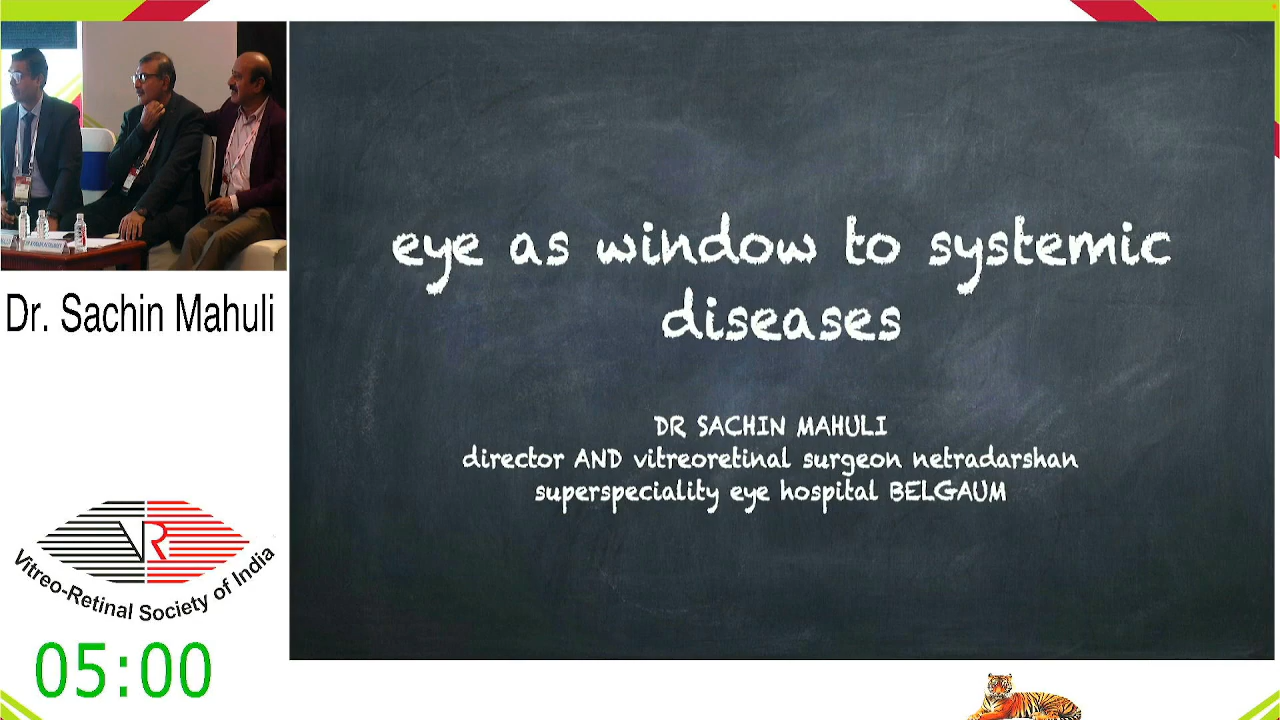 Dr. Sachin Mahuli
Vitreo-Retinal Society of India
VR
05:00
eye as window to systemic
diseases
DR SACHIN MAHULI
director AND vitreoretinal surgeon netradarshan
superspeciality eye hospital BELGAUM